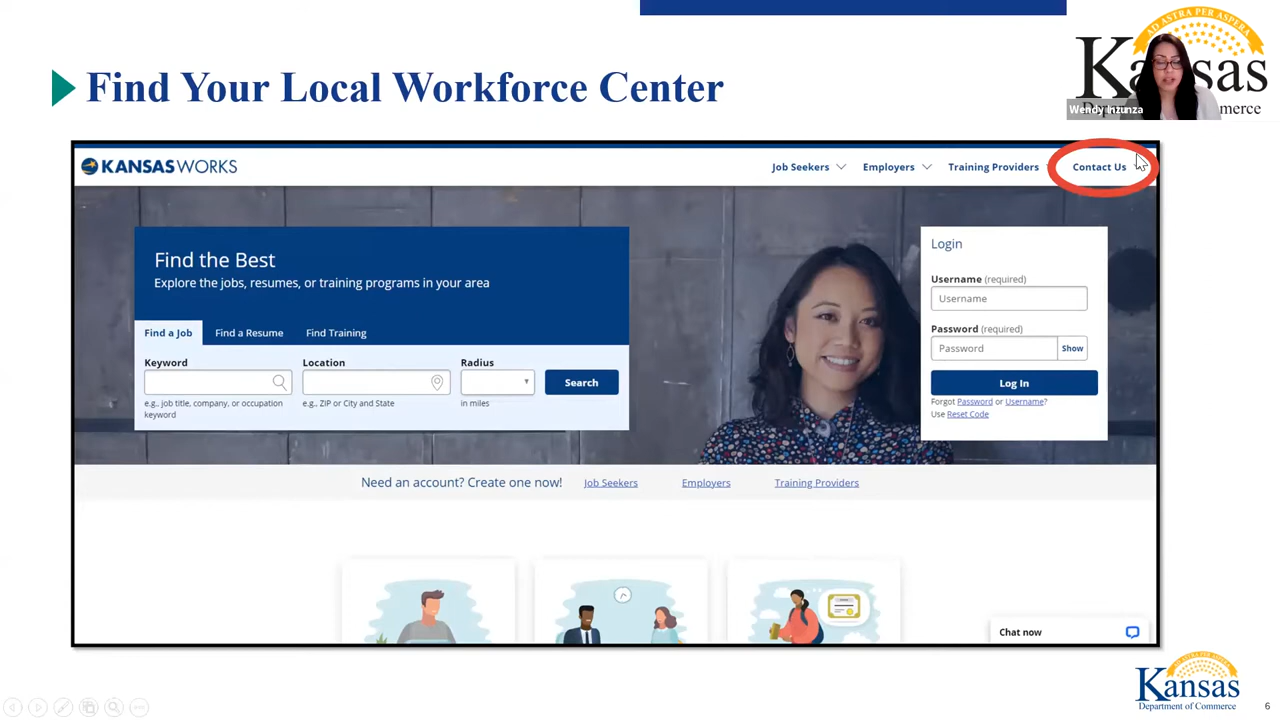 AD ASTRA PER ASPERA
Kansas
Wendy Inzunza
Find Your Local Workforce Center
KANSASWORKS
Job Seekers
Employers
Training Providers
Contact Us
Find the Best
Explore the jobs, resumes, or training programs in your area
Find a Job
Find a Resume
Find Training
Keyword
Location
Radius
Search
e.g., job title, company, or occupation
keyword
e.g., ZIP or City and State
in miles
Login
Username (required)
Username
Password (required)
Password
Show
Log In
Forgot Password or Username?
Use Reset Code
Need an account? Create one now!
Job Seekers
Employers
Training Providers
Chat now
Kansas
Department of Commerce
6